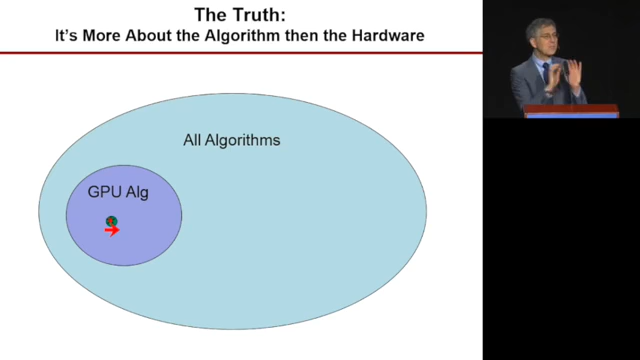 The Truth:
It's More About the Algorithm then the Hardware
All Algorithms
GPU Alg